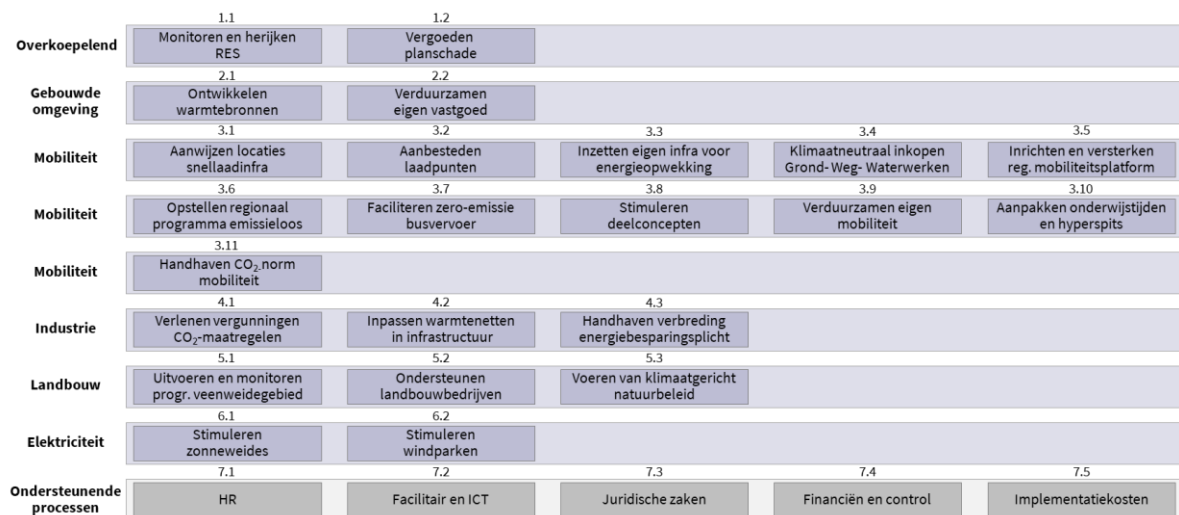 1.1 1.2
Overkoepelend
Monitoren en herijken
RES
Vergoeden
planschade
2.1 2.2
Gebouwde
omgeving
Ontwikkelen
warmtebronnen
Verduurzamen
eigen vastgoed
3.1 3.2 3.3 3.4 3.5
Mobiliteit
Aanwijzen locaties
snellaadinfra
Aanbesteden
laadpunten
Inzetten eigen infra voor
energieopwekking
Klimaatneutraal inkopen
Grond- Weg- Waterwerken
Inrichten en versterken
reg. mobiliteitsplatform
3.6 3.7 3.8 3.9 3.10
Mobiliteit
Opstellen regionaal
programma emissieloos
Faciliteren zero-emissie
busvervoer
Stimuleren
deelconcepten
Verduurzamen eigen
mobiliteit
Aanpakken onderwijstijden
en hyperspits
3.11
Mobiliteit
Handhaven CO₂-norm
mobiliteit
4.1 4.2 4.3
Industrie
Verlenen vergunningen
CO₂-maatregelen
Inpassen warmtenetten
in infrastructuur
Handhaven verbreding
energiebesparingsplicht
5.1 5.2 5.3
Landbouw
Uitvoeren en monitoren
progr. veenweidegebied
Ondersteunen
landbouwbedrijven
Voeren van klimaatgericht
natuurbeleid
6.1 6.2
Elektriciteit
Stimuleren
zonneweides
Stimuleren
windparken
7.1 7.2 7.3 7.4 7.5
Ondersteunende
processen
HR
Facilitair en ICT
Juridische zaken
Financiën en control
Implementatiekosten